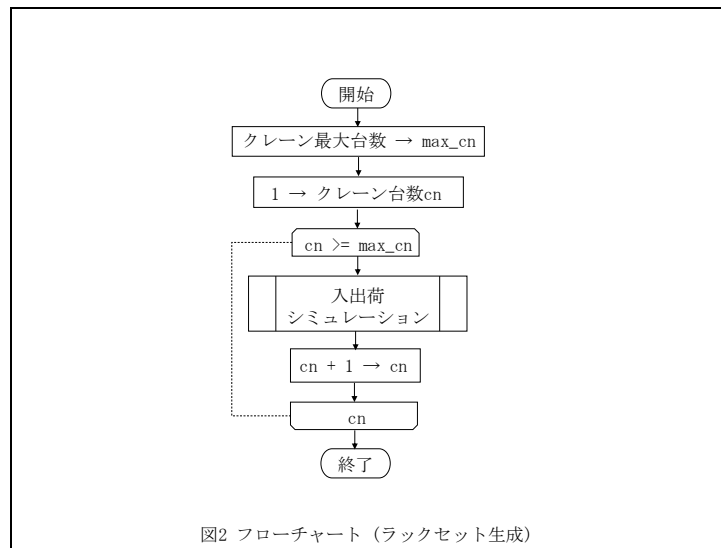 開始
クレーン最大台数 → max_cn
1 → クレーン台数cn
cn >= max_cn
入出荷
シミュレーション
cn + 1 → cn
cn
終了
図2 フローチャート（ラックセット生成）